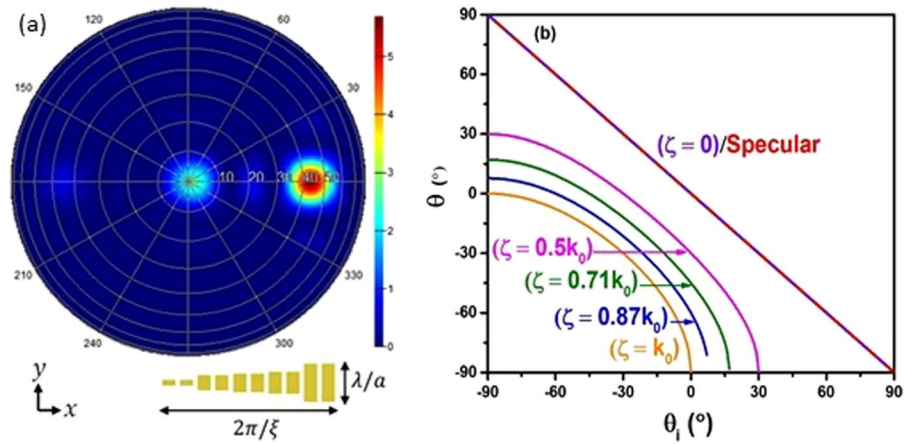 (a)
120
60
150
30
10 20 30 40 50
210
330
240
300
5
4
3
2
1
0
y
x
λ/a
2π/ξ
(b)
90
60
30
0
-30
-60
-90
θ (°)
(ζ = 0)/Specular
(ζ = 0.5k₀)
(ζ = 0.71k₀)
(ζ = 0.87k₀)
(ζ = k₀)
-90 -60 -30 0 30 60 90
θᵢ (°)